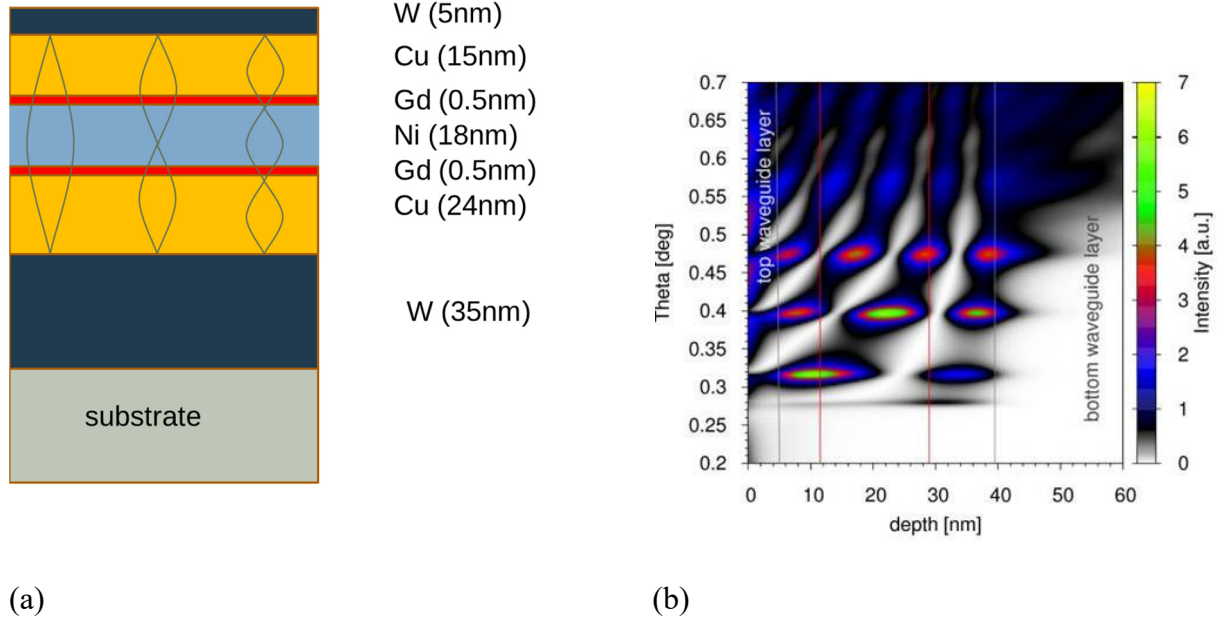 W (5nm)
Cu (15nm)
Gd (0.5nm)
Ni (18nm)
Gd (0.5nm)
Cu (24nm)
W (35nm)
substrate
(a)
0.7
0.65
0.6
0.55
0.5
0.45
0.4
0.35
0.3
0.25
0.2
Theta [deg]
top waveguide layer
bottom waveguide layer
0 10 20 30 40 50 60
depth [nm]
7
6
5
4
3
2
1
0
Intensity [a.u.]
(b)